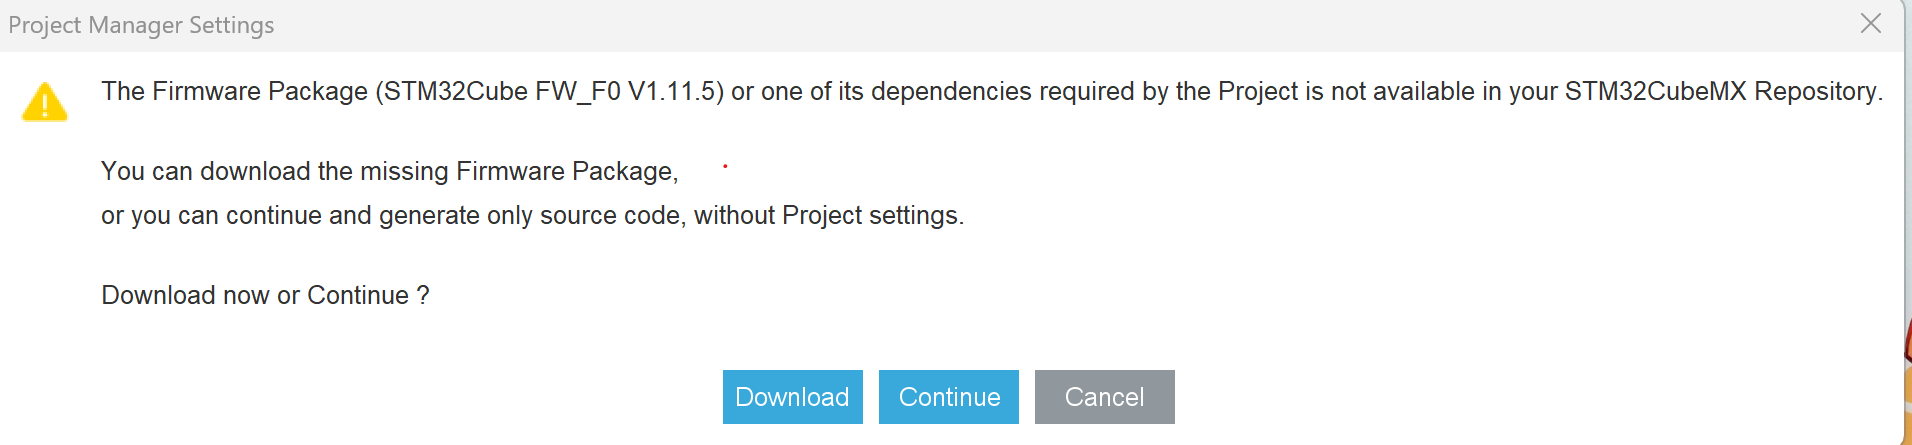 Project Manager Settings
The Firmware Package (STM32Cube FW_F0 V1.11.5) or one of its dependencies required by the Project is not available in your STM32CubeMX Repository.
You can download the missing Firmware Package,
or you can continue and generate only source code, without Project settings.
Download now or Continue ?
Download Continue Cancel